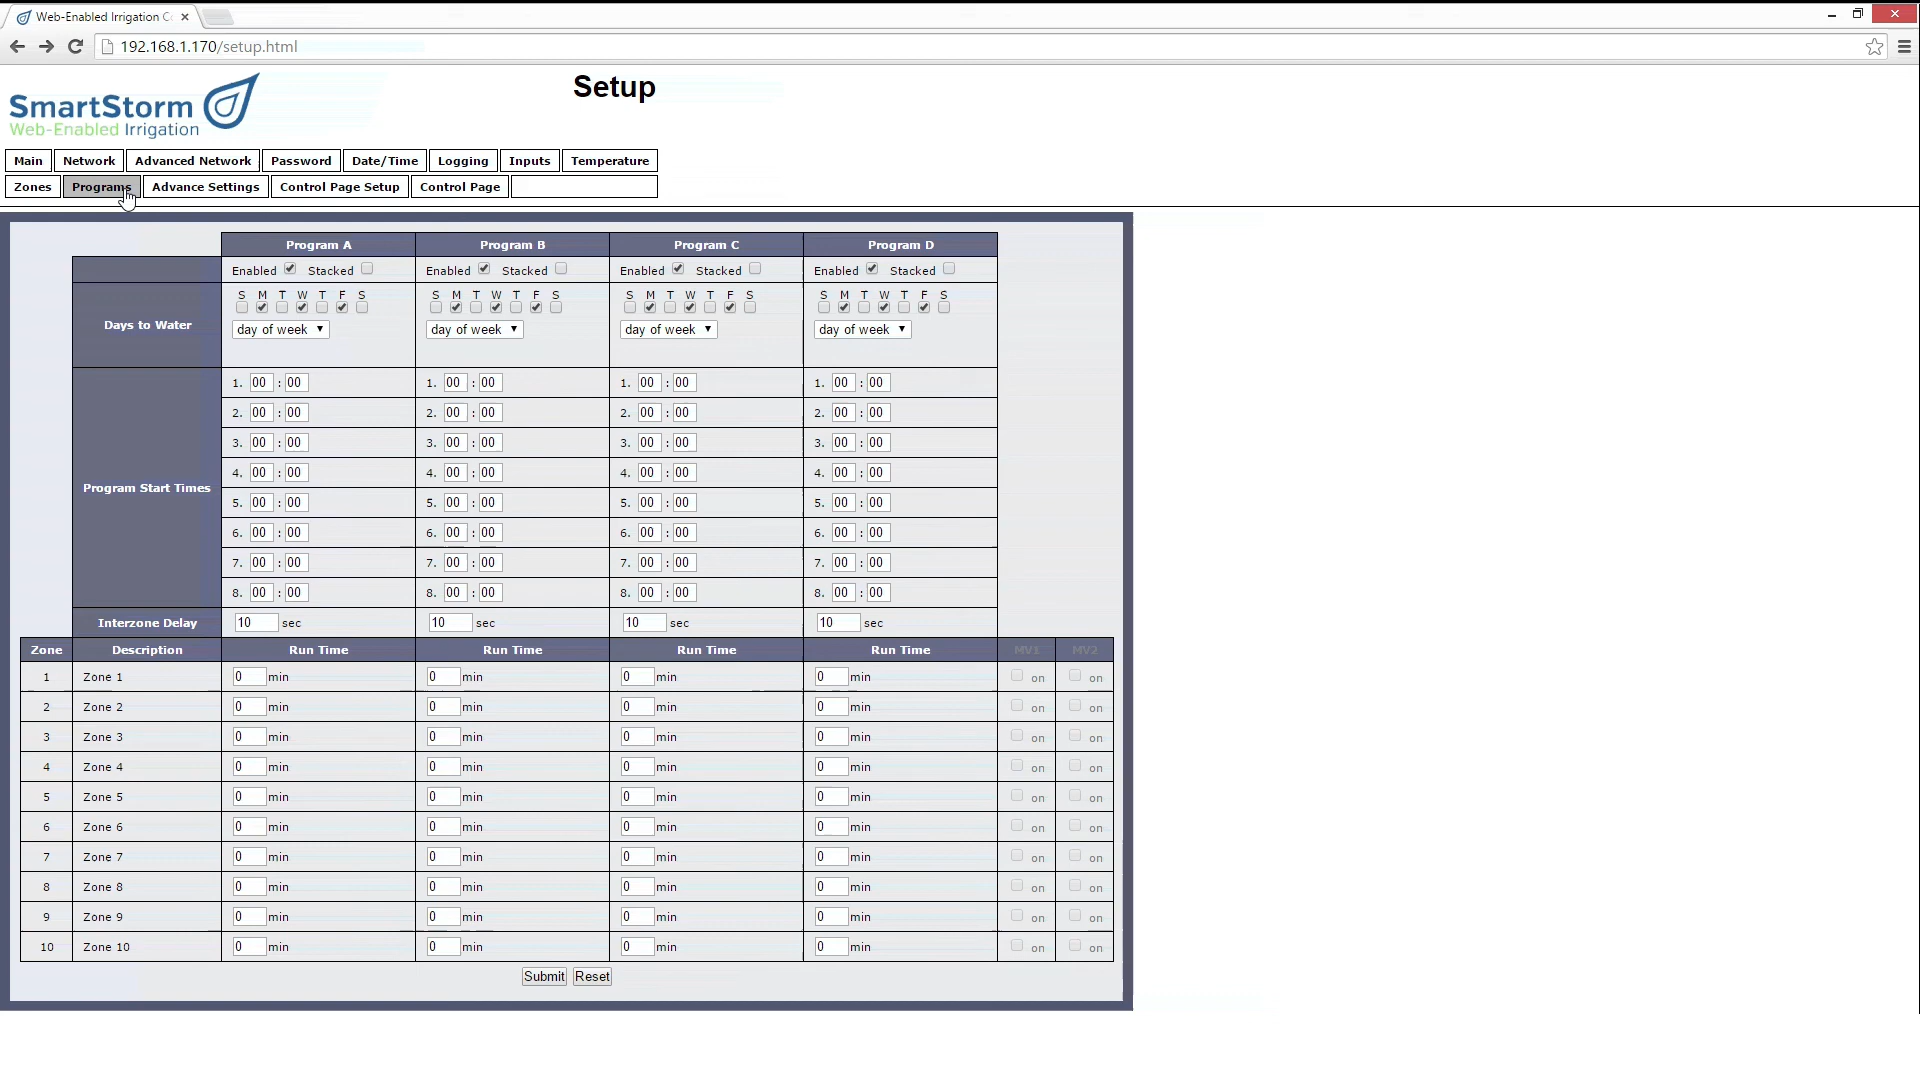 Web-Enabled Irrigation C
192.168.1.170/setup.html
SmartStorm
Web-Enabled Irrigation
Setup
Main Network Advanced Network Password Date/Time Logging Inputs Temperature
Zones Programs Advance Settings Control Page Setup Control Page
Program A Program B Program C Program D
Enabled Stacked Enabled Stacked Enabled Stacked Enabled Stacked
S M T W T F S S M T W T F S S M T W T F S S M T W T F S
Days to Water day of week day of week day of week day of week
1. 00 : 00 1. 00 : 00 1. 00 : 00 1. 00 : 00
2. 00 : 00 2. 00 : 00 2. 00 : 00 2. 00 : 00
3. 00 : 00 3. 00 : 00 3. 00 : 00 3. 00 : 00
4. 00 : 00 4. 00 : 00 4. 00 : 00 4. 00 : 00
Program Start Times
5. 00 : 00 5. 00 : 00 5. 00 : 00 5. 00 : 00
6. 00 : 00 6. 00 : 00 6. 00 : 00 6. 00 : 00
7. 00 : 00 7. 00 : 00 7. 00 : 00 7. 00 : 00
8. 00 : 00 8. 00 : 00 8. 00 : 00 8. 00 : 00
Interzone Delay 10 sec 10 sec 10 sec 10 sec
Zone Description Run Time Run Time Run Time Run Time MV1 MV2
1 Zone 1 0 min 0 min 0 min 0 min on on
2 Zone 2 0 min 0 min 0 min 0 min on on
3 Zone 3 0 min 0 min 0 min 0 min on on
4 Zone 4 0 min 0 min 0 min 0 min on on
5 Zone 5 0 min 0 min 0 min 0 min on on
6 Zone 6 0 min 0 min 0 min 0 min on on
7 Zone 7 0 min 0 min 0 min 0 min on on
8 Zone 8 0 min 0 min 0 min 0 min on on
9 Zone 9 0 min 0 min 0 min 0 min on on
10 Zone 10 0 min 0 min 0 min 0 min on on
Submit Reset